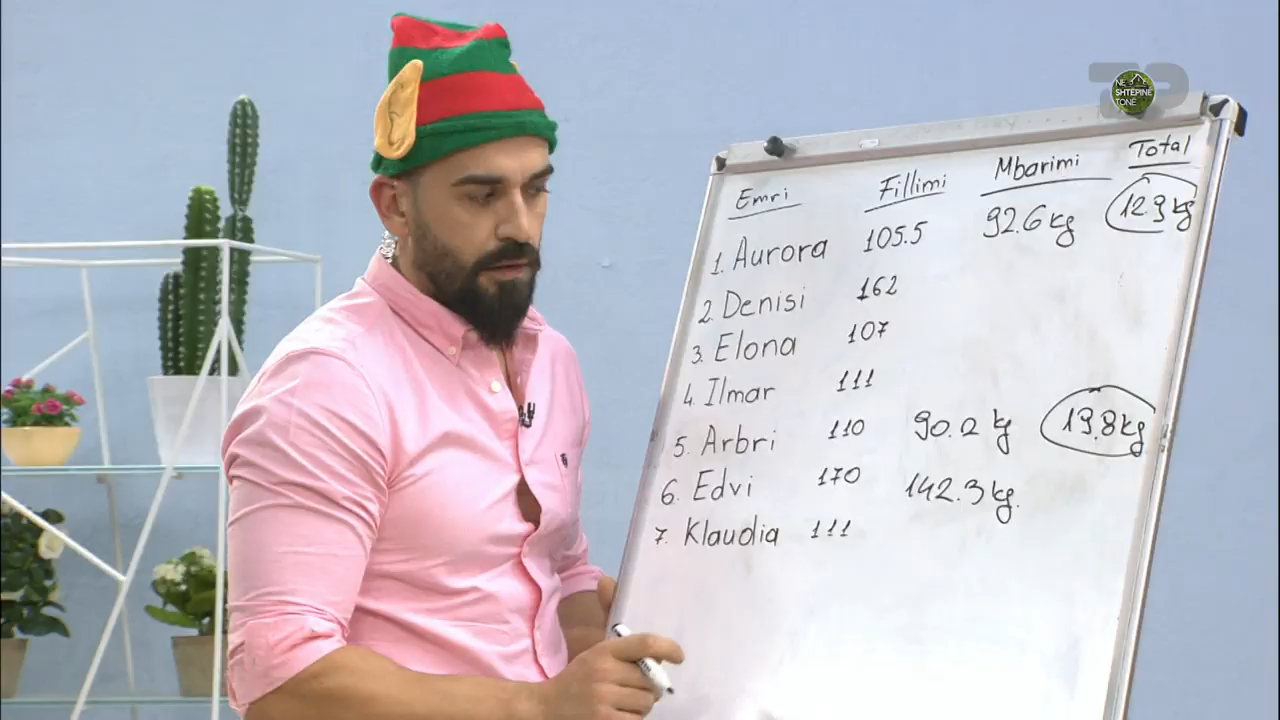 NE
SHTËPINË
TONË
Emri Fillimi Mbarimi Total
1. Aurora 105.5 92.6 kg 12.9 kg
2. Denisi 162
3. Elona 107
4. Ilmar 111
5. Arbri 110 90.2 kg 19.8 kg
6. Edvi 170 142.3 kg.
7. Klaudia 111